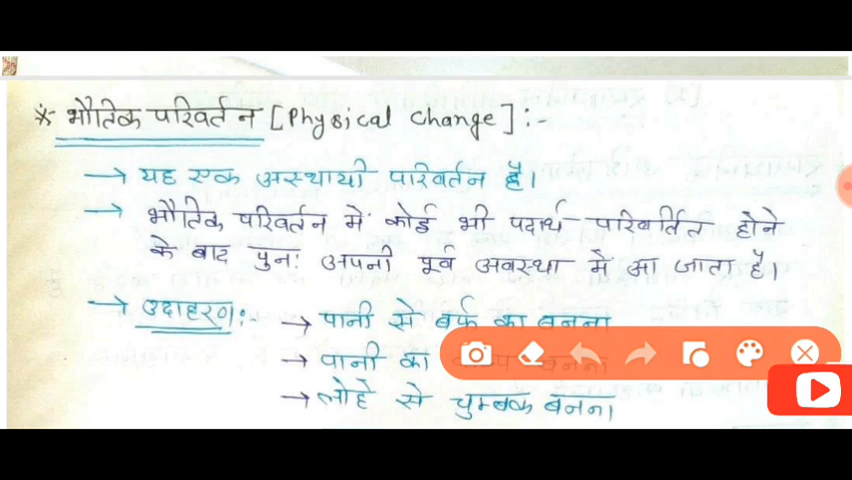 * भौतिक परिवर्तन [Physical Change] :-
→ यह एक अस्थायी परिवर्तन है।
→ भौतिक परिवर्तन में कोई भी पदार्थ परिवर्तित होने
के बाद पुनः अपनी पूर्व अवस्था में आ जाता है।
→ उदाहरण :- → पानी से बर्फ का बनना
→ पानी का बनना
→ लोहे से चुम्बक बनना